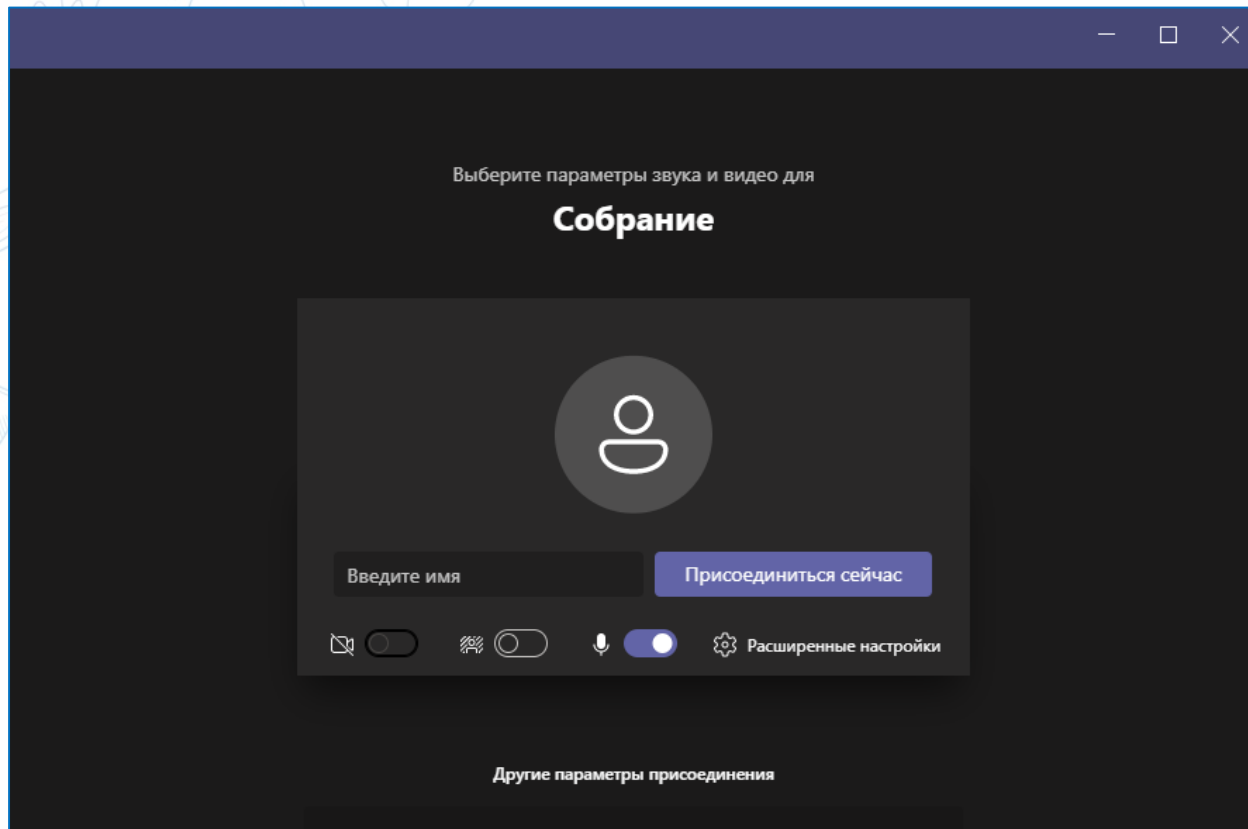 Выберите параметры звука и видео для
Собрание
Введите имя
Присоединиться сейчас
Расширенные настройки
Другие параметры присоединения